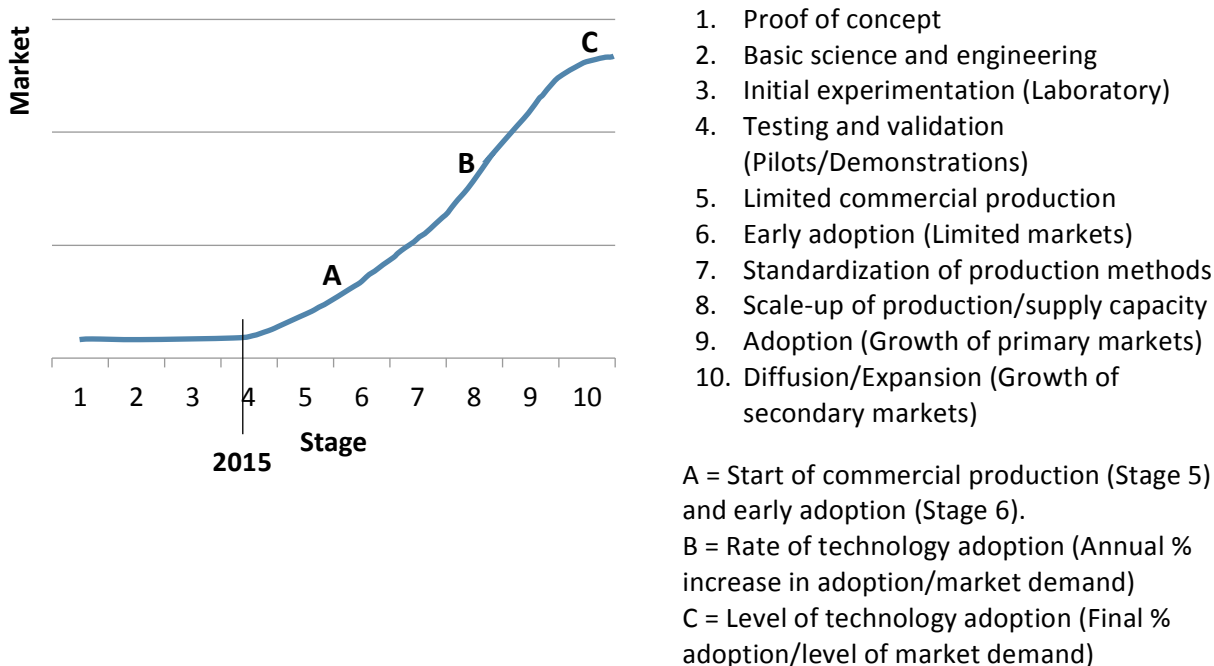 Market
A
B
C
1 2 3 4 5 6 7 8 9 10
Stage
2015
1. Proof of concept
2. Basic science and engineering
3. Initial experimentation (Laboratory)
4. Testing and validation
(Pilots/Demonstrations)
5. Limited commercial production
6. Early adoption (Limited markets)
7. Standardization of production methods
8. Scale-up of production/supply capacity
9. Adoption (Growth of primary markets)
10. Diffusion/Expansion (Growth of
secondary markets)
A = Start of commercial production (Stage 5)
and early adoption (Stage 6).
B = Rate of technology adoption (Annual %
increase in adoption/market demand)
C = Level of technology adoption (Final %
adoption/level of market demand)